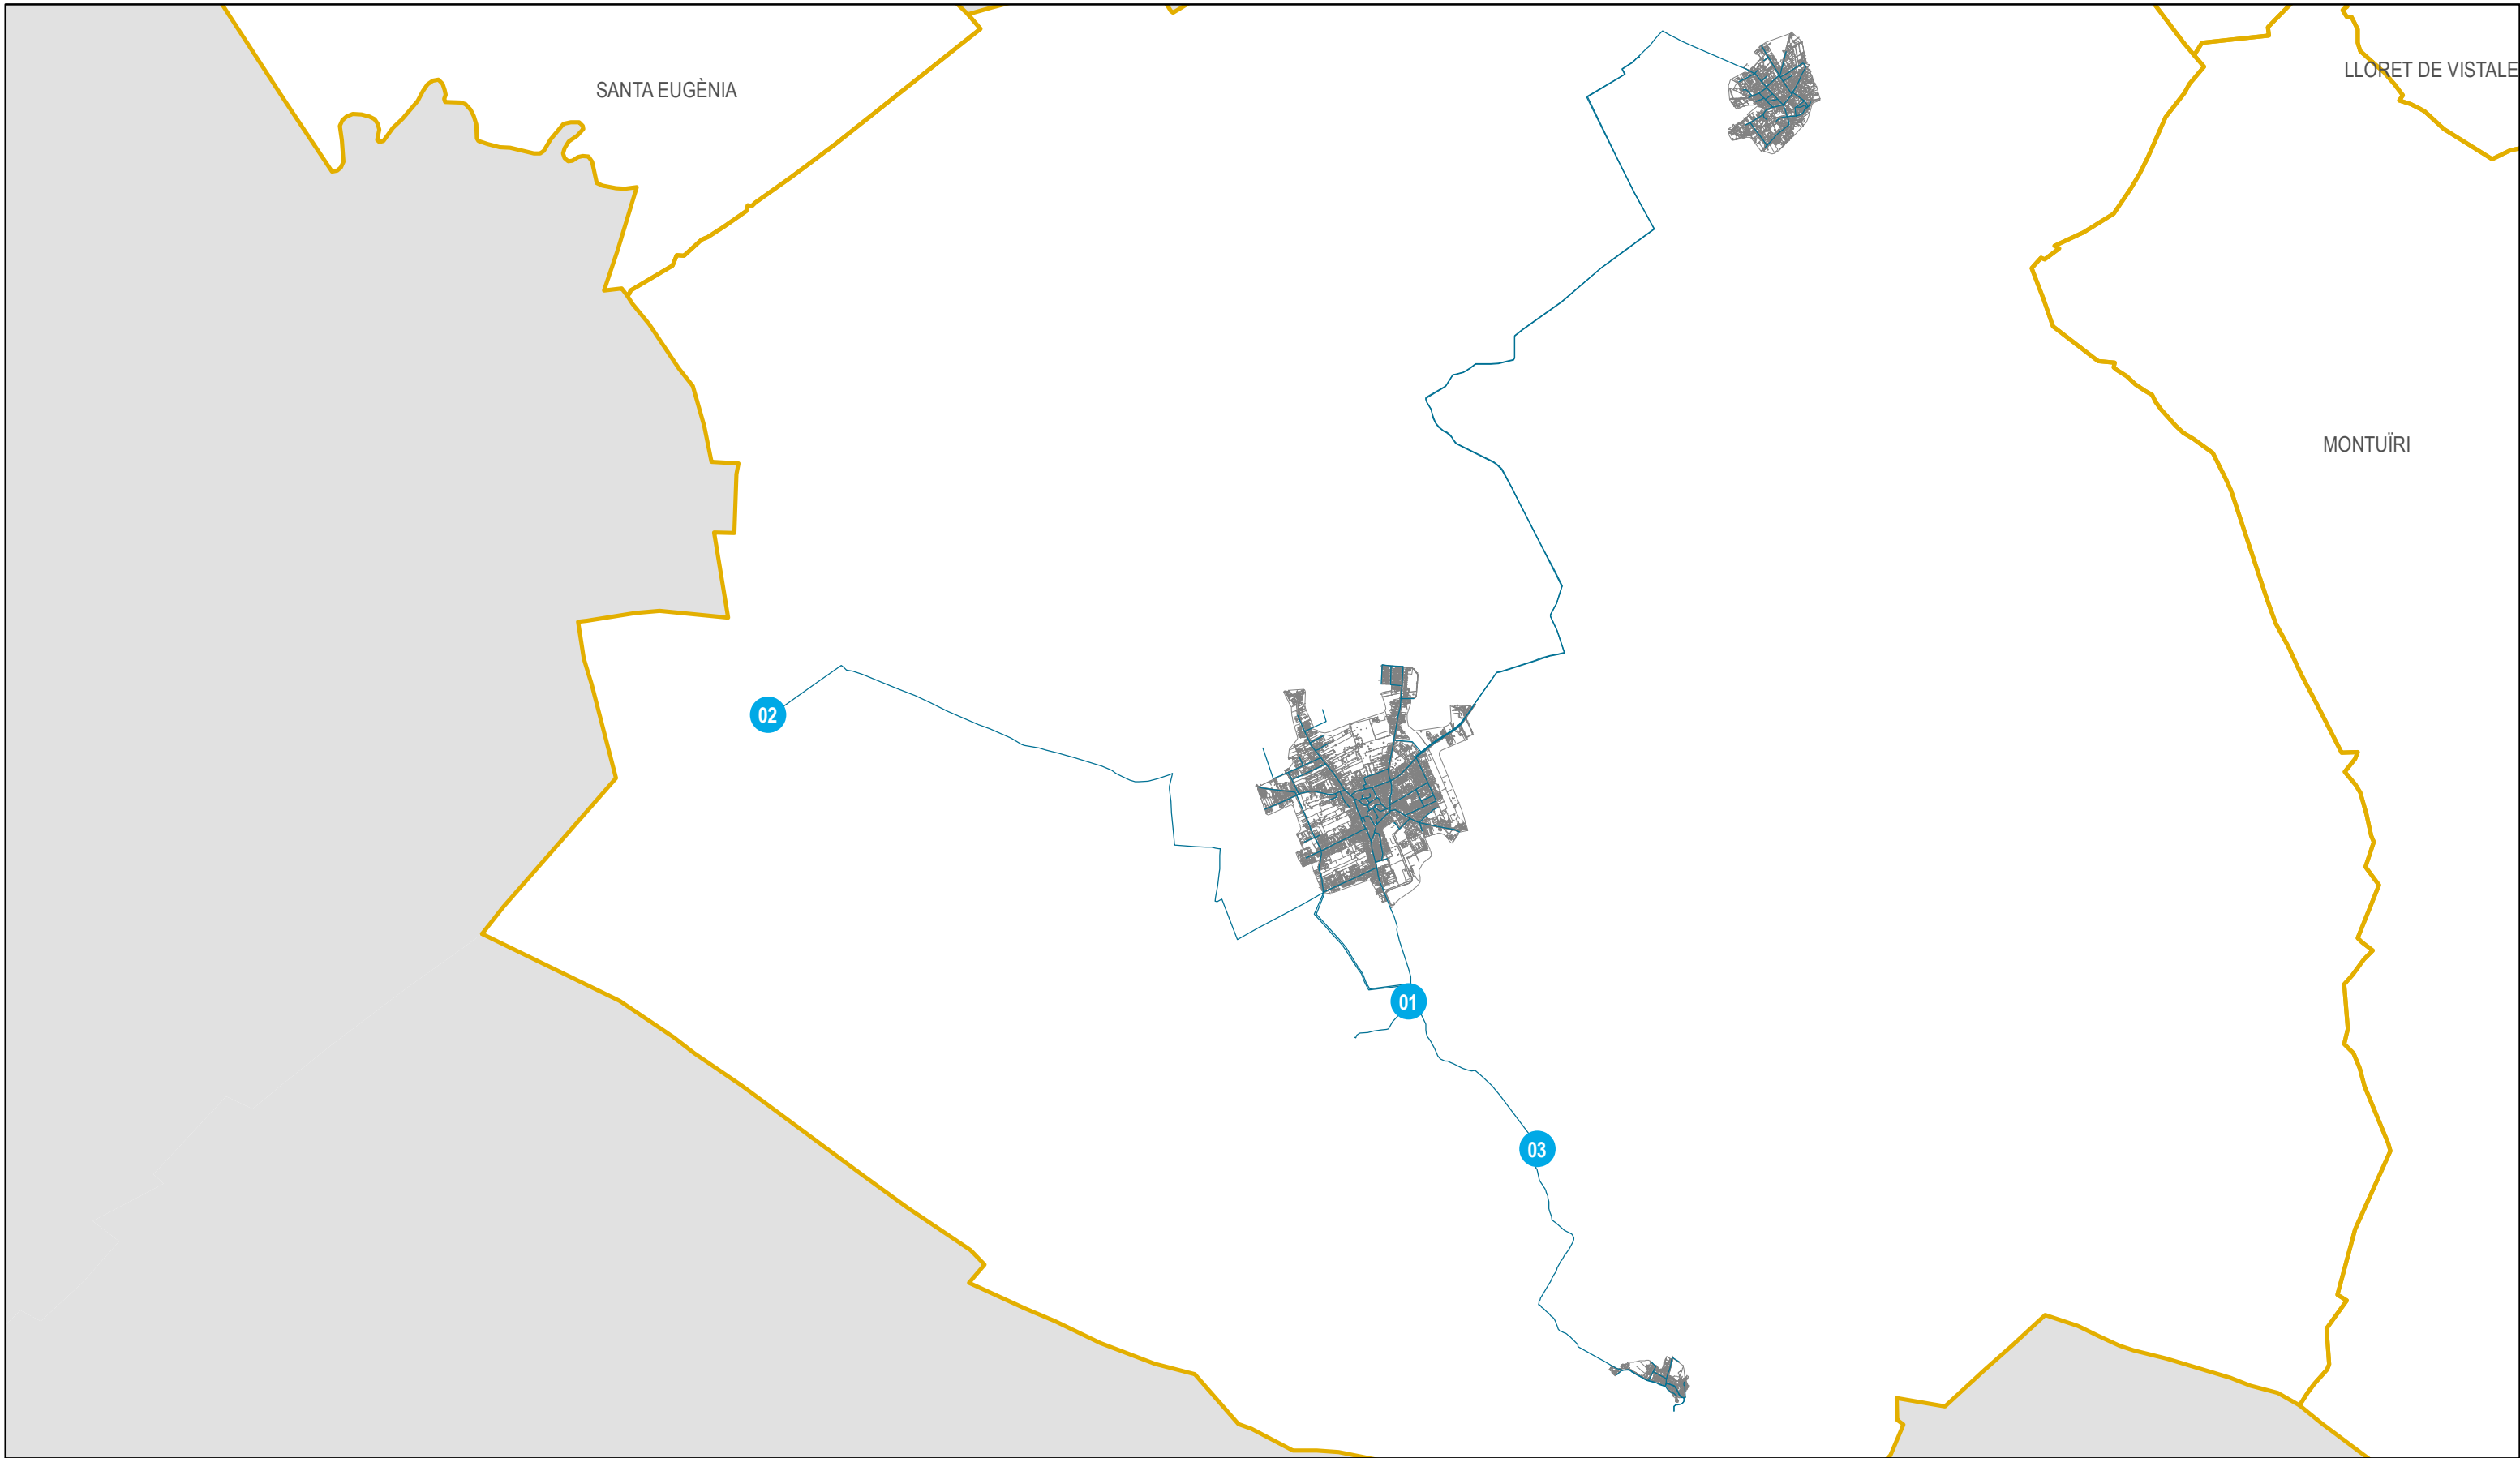 SANTA EUGÈNIA
LLORET DE VISTALE
MONTUÏRI
02
01
03